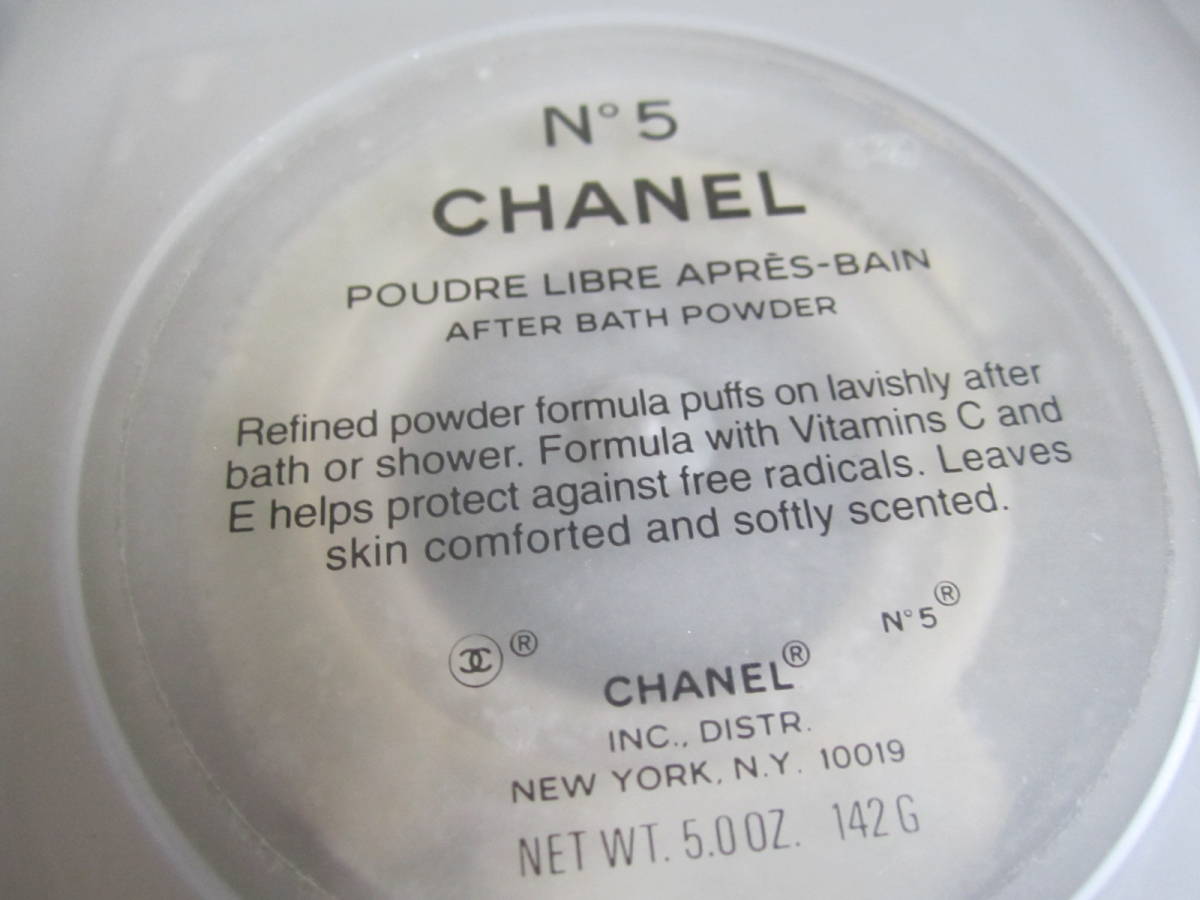 N° 5
CHANEL
POUDRE LIBRE APRÈS-BAIN
AFTER BATH POWDER
Refined powder formula puffs on lavishly after
bath or shower. Formula with Vitamins C and
E helps protect against free radicals. Leaves
skin comforted and softly scented.
® N°5®
CHANEL®
INC., DISTR.
NEW YORK, N.Y. 10019
NET WT. 5.0 OZ. 142 G